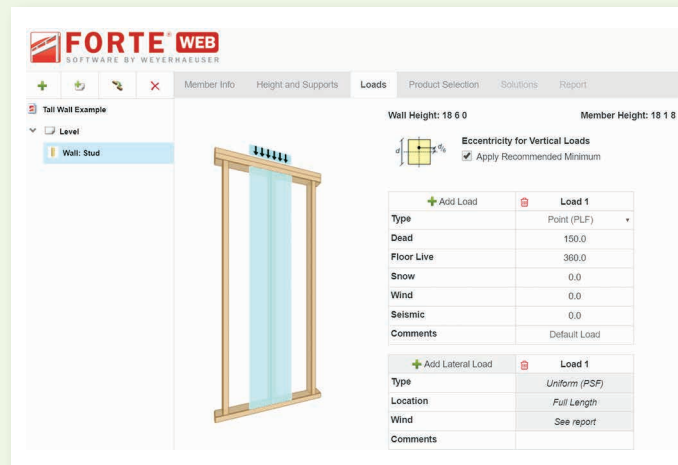 FORTE® WEB
SOFTWARE BY WEYERHAEUSER
Member Info Height and Supports Loads Product Selection Solutions Report
Tall Wall Example
Level
Wall: Stud
Wall Height: 18 6 0 Member Height: 18 1 8
d d/6
Eccentricity for Vertical Loads
Apply Recommended Minimum
Add Load Load 1
Type Point (PLF)
Dead 150.0
Floor Live 360.0
Snow 0.0
Wind 0.0
Seismic 0.0
Comments Default Load
Add Lateral Load Load 1
Type Uniform (PSF)
Location Full Length
Wind See report
Comments